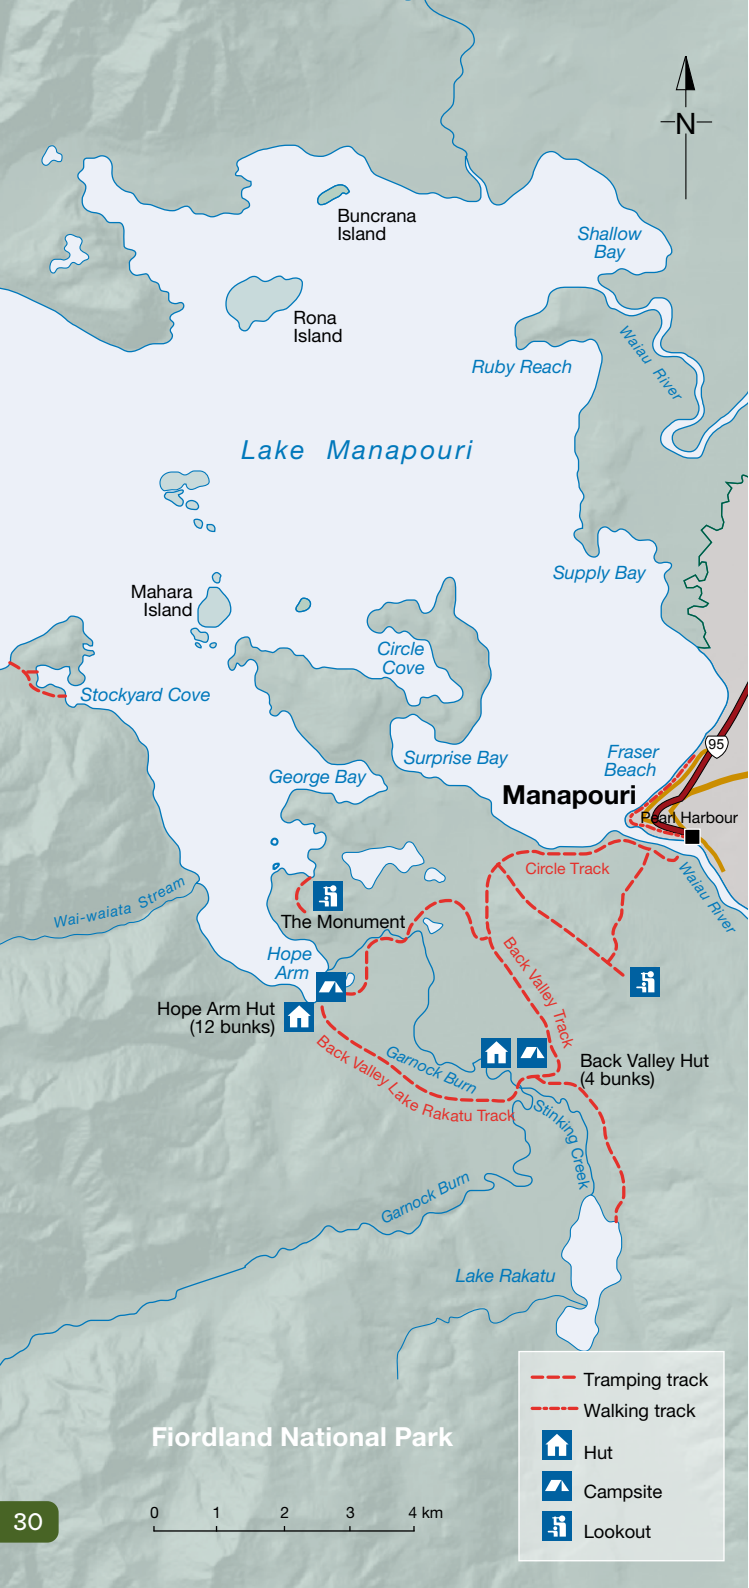 N
Buncrana
Island
Shallow
Bay
Rona
Island
Waiau River
Ruby Reach
Lake Manapouri
Supply Bay
Mahara
Island
Circle
Cove
Stockyard Cove
95
Fraser
Beach
Surprise Bay
George Bay
Manapouri
Pearl Harbour
Circle Track
Waiau River
Wai-waiata Stream
The Monument
Hope
Arm
Back Valley Track
Hope Arm Hut
(12 bunks)
Back Valley Hut
(4 bunks)
Garnock Burn
Back Valley Lake Rakatu Track
Stinking Creek
Garnock Burn
Lake Rakatu
Tramping track
Walking track
Hut
Campsite
Lookout
Fiordland National Park
30
0 1 2 3 4 km